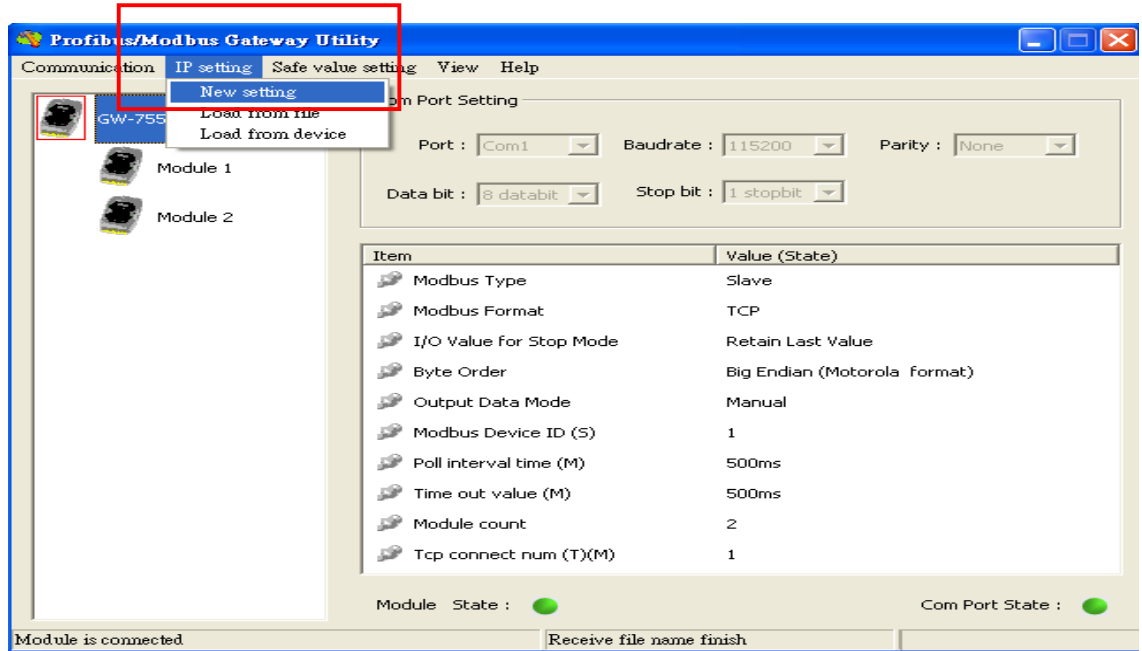 Profibus/Modbus Gateway Utility
Communication IP setting Safe value setting View Help
New setting
Load from file
Load from device
GW-755
Module 1
Module 2
Com Port Setting
Port : Com1 Baudrate : 115200 Parity : None
Data bit : 8 databit Stop bit : 1 stopbit
Item Value (State)
Modbus Type Slave
Modbus Format TCP
I/O Value for Stop Mode Retain Last Value
Byte Order Big Endian (Motorola format)
Output Data Mode Manual
Modbus Device ID (S) 1
Poll interval time (M) 500ms
Time out value (M) 500ms
Module count 2
Tcp connect num (T)(M) 1
Module State : Com Port State :
Module is connected Receive file name finish